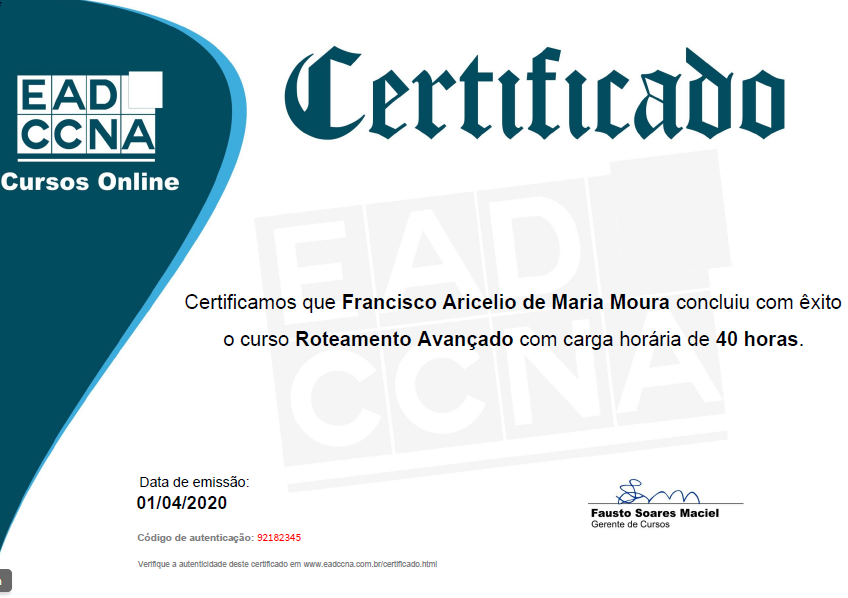 EAD
CCNA
Cursos Online
Certificado
EAD
CCNA
Certificamos que Francisco Aricelio de Maria Moura concluiu com êxito
o curso Roteamento Avançado com carga horária de 40 horas.
Data de emissão:
01/04/2020
Fausto Soares Maciel
Gerente de Cursos
Código de autenticação: 92182345
Verifique a autenticidade deste certificado em www.eadccna.com.br/certificado.html